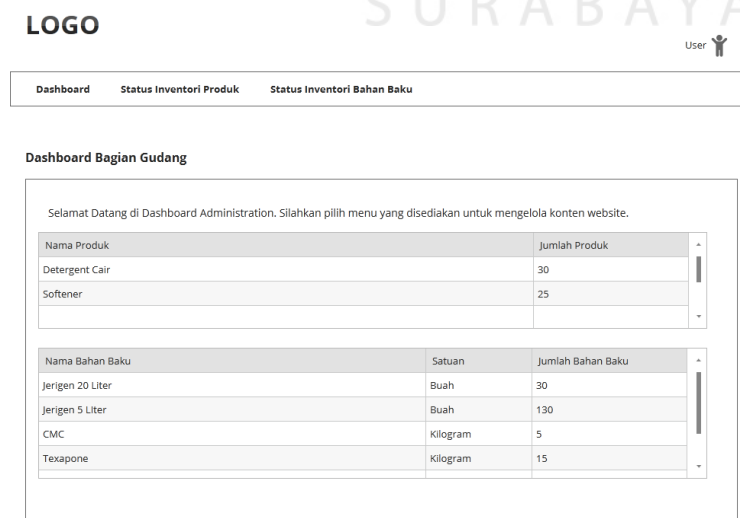 SURABAYA
LOGO
User
Dashboard Status Inventori Produk Status Inventori Bahan Baku
Dashboard Bagian Gudang
Selamat Datang di Dashboard Administration. Silahkan pilih menu yang disediakan untuk mengelola konten website.
Nama Produk Jumlah Produk
Detergent Cair 30
Softener 25
Nama Bahan Baku Satuan Jumlah Bahan Baku
Jerigen 20 Liter Buah 30
Jerigen 5 LIter Buah 130
CMC Kilogram 5
Texapone Kilogram 15